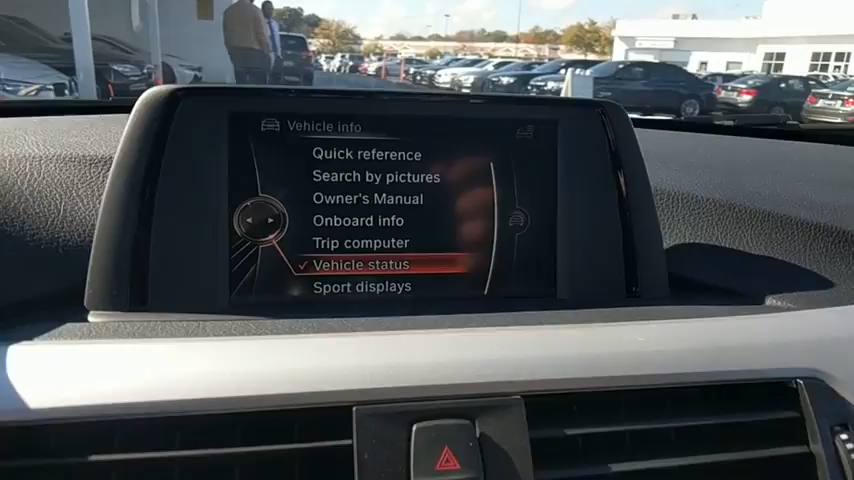 Vehicle info
Quick reference
Search by pictures
Owner's Manual
Onboard info
Trip computer
Vehicle status
Sport displays